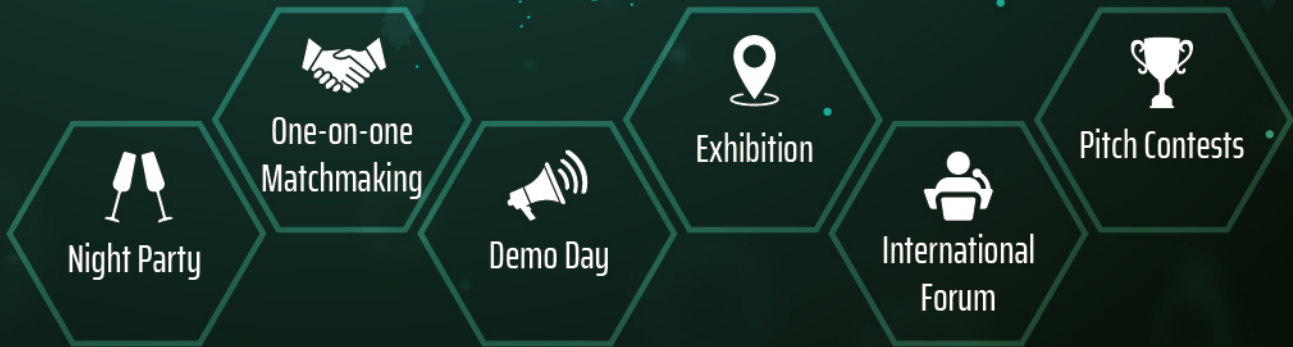 Night Party
One-on-one
Matchmaking
Demo Day
Exhibition
International
Forum
Pitch Contests